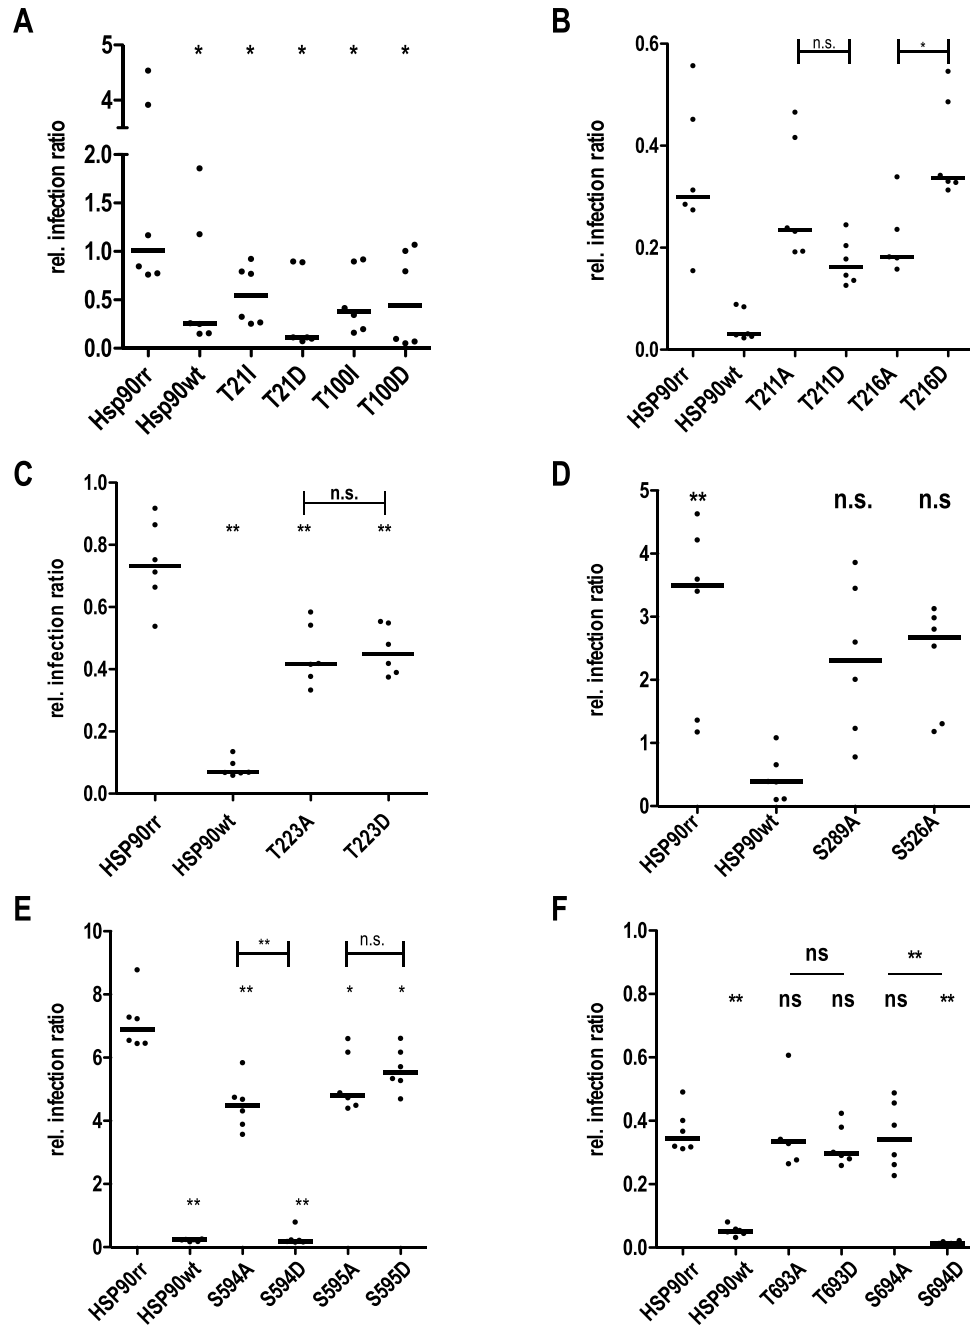 A
rel. infection ratio
5
4
2.0
1.5
1.0
0.5
0.0
* * * * *
Hsp90rr Hsp90wt T21I T21D T100I T100D
B
rel. infection ratio
0.6
0.4
0.2
0.0
n.s. *
HSP90rr HSP90wt T211A T211D T216A T216D
C
rel. infection ratio
1.0
0.8
0.6
0.4
0.2
0.0
n.s.
** ** **
HSP90rr HSP90wt T223A T223D
D
rel. infection ratio
5
4
3
2
1
0
** n.s. n.s
HSP90rr HSP90wt S289A S526A
E
rel. infection ratio
10
8
6
4
2
0
** n.s.
** * *
** **
HSP90rr HSP90wt S594A S594D S595A S595D
F
rel. infection ratio
1.0
0.8
0.6
0.4
0.2
0.0
ns **
** ns ns ns **
HSP90rr HSP90wt T693A T693D S694A S694D